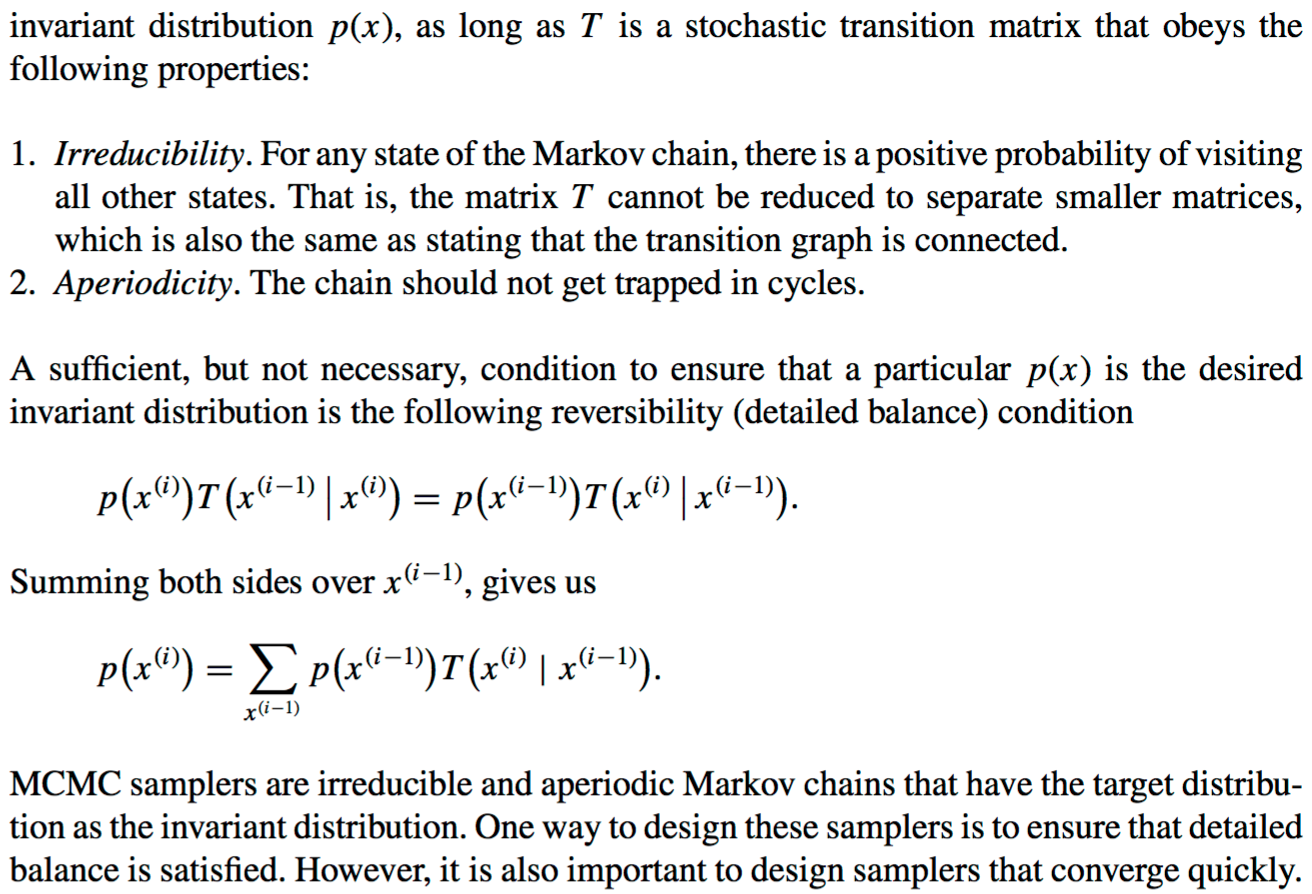 invariant distribution p(x), as long as T is a stochastic transition matrix that obeys the
following properties:
1. Irreducibility. For any state of the Markov chain, there is a positive probability of visiting
all other states. That is, the matrix T cannot be reduced to separate smaller matrices,
which is also the same as stating that the transition graph is connected.
2. Aperiodicity. The chain should not get trapped in cycles.
A sufficient, but not necessary, condition to ensure that a particular p(x) is the desired
invariant distribution is the following reversibility (detailed balance) condition
p(x^{(i)})T(x^{(i−1)} | x^{(i)}) = p(x^{(i−1)})T(x^{(i)} | x^{(i−1)}).
Summing both sides over x^{(i−1)}, gives us
p(x^{(i)}) = ∑_{x^{(i−1)}} p(x^{(i−1)})T(x^{(i)} | x^{(i−1)}).
MCMC samplers are irreducible and aperiodic Markov chains that have the target distribu-
tion as the invariant distribution. One way to design these samplers is to ensure that detailed
balance is satisfied. However, it is also important to design samplers that converge quickly.